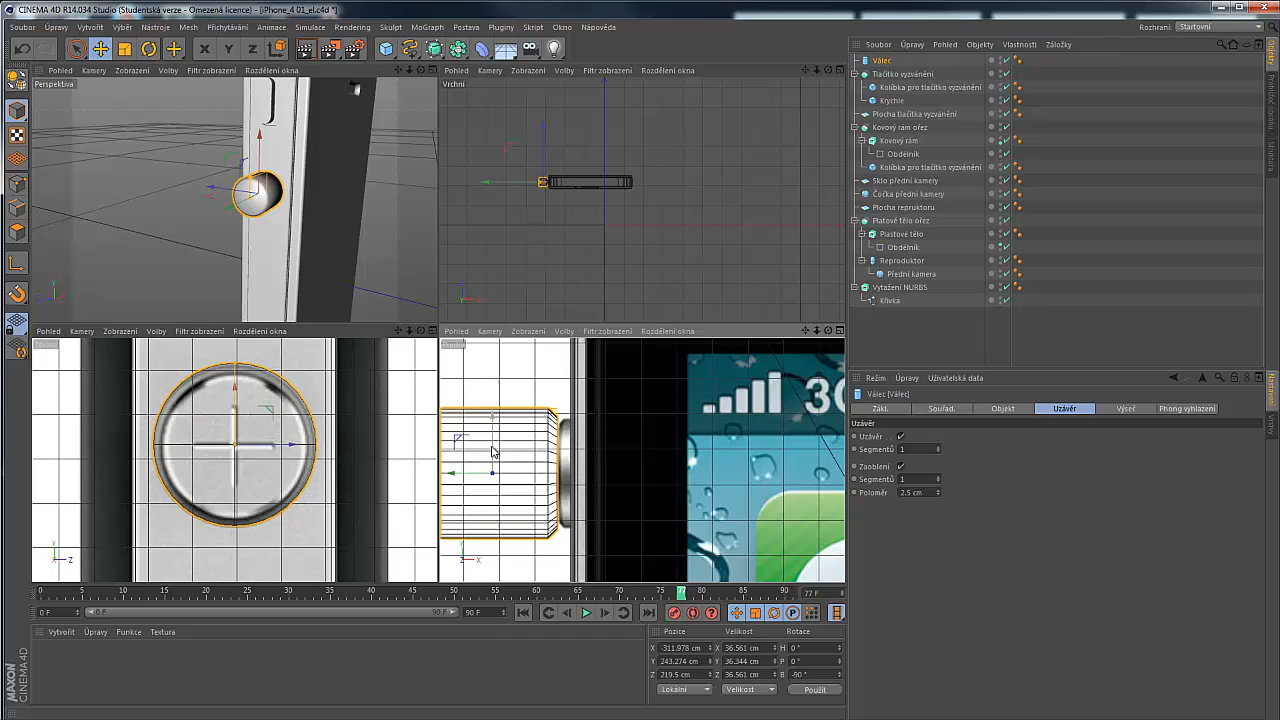 CINEMA 4D R14.034 Studio (Studentská verze - Omezená licence) - [iPhone_4 01_el.c4d *]
Soubor Úpravy Vytvořit Výběr Nástroje Mesh Přichytávání Animace Simulace Rendering Skulpt MoGraph Postava Pluginy Skript Okno Nápověda
Rozhraní: Startovní
Soubor Úpravy Pohled Objekty Vlastnosti Záložky
Válec
Pohled Kamery Zobrazení Volby Filtr zobrazení Rozdělení okna
Pohled Kamery Zobrazení Volby Filtr zobrazení Rozdělení okna
Tlačítko vyzvánění
Perspektiva
Vrchní
Kolíbka pro tlačítko vyzvánění
Krychle
Plocha tlačítka vyzvánění
Kovový rám ořez
Kovový rám
Obdélník
Kolíbka pro tlačítko vyzvánění
Sklo přední kamery
Čočka přední kamery
Plocha repruktoru
Platové tělo ořez
Plastové tělo
Obdélník
Reproduktor
Přední kamera
Vytažení NURBS
Křivka
Pohled Kamery Zobrazení Volby Filtr zobrazení Rozdělení okna
Pohled Kamery Zobrazení Volby Filtr zobrazení Rozdělení okna
Režim Úpravy Uživatelská data
Válec [Válec]
Zákl. Souřad. Objekt Uzávěr Výseč Phong vyhlazení
Uzávěr
Uzávěr
Segmentů 1
Zaoblení
Segmentů 1
Poloměr 2.5 cm
30
0 5 10 15 20 25 30 35 40 45 50 55 60 65 70 77 80 85 90 77 F
0 F 0 F 90 F 90 F
Vytvořit Úpravy Funkce Textura
Pozice Velikost Rotace
X -311.978 cm X 36.561 cm H 0 °
Y 243.274 cm Y 36.344 cm P 0 °
Z 219.5 cm Z 36.561 cm B -90 °
Lokální Velikost Použít
MAXON CINEMA 4D